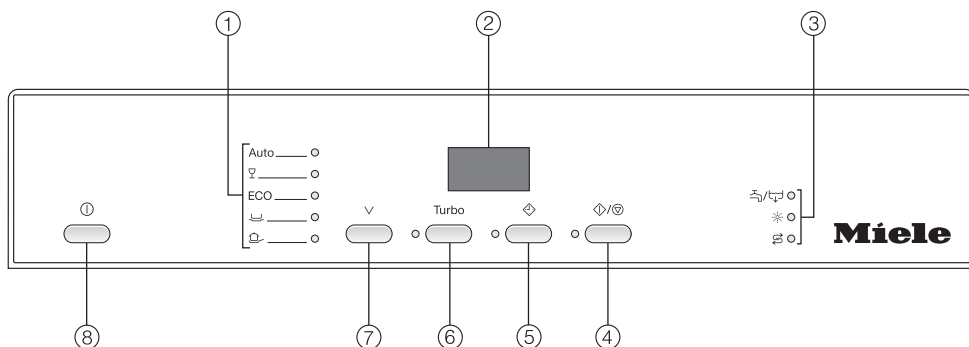 ① ② ③
Auto
ECO
Turbo
Miele
⑧ ⑦ ⑥ ⑤ ④